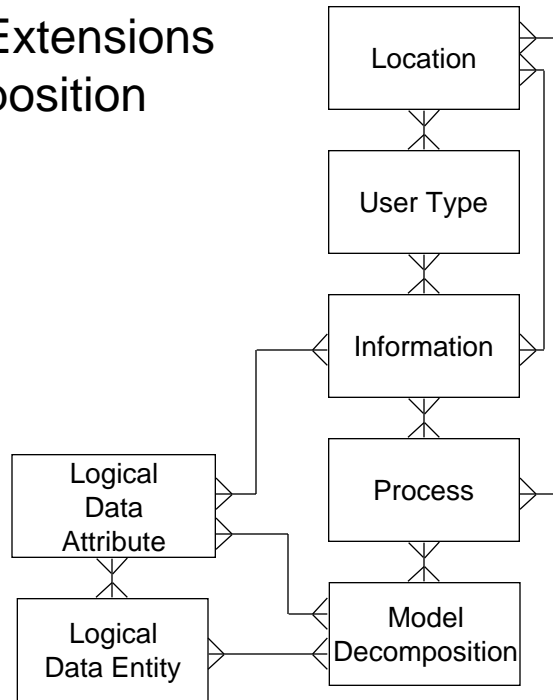 Extensions
position
Location
User Type
Information
Process
Logical
Data
Attribute
Model
Decomposition
Logical
Data Entity